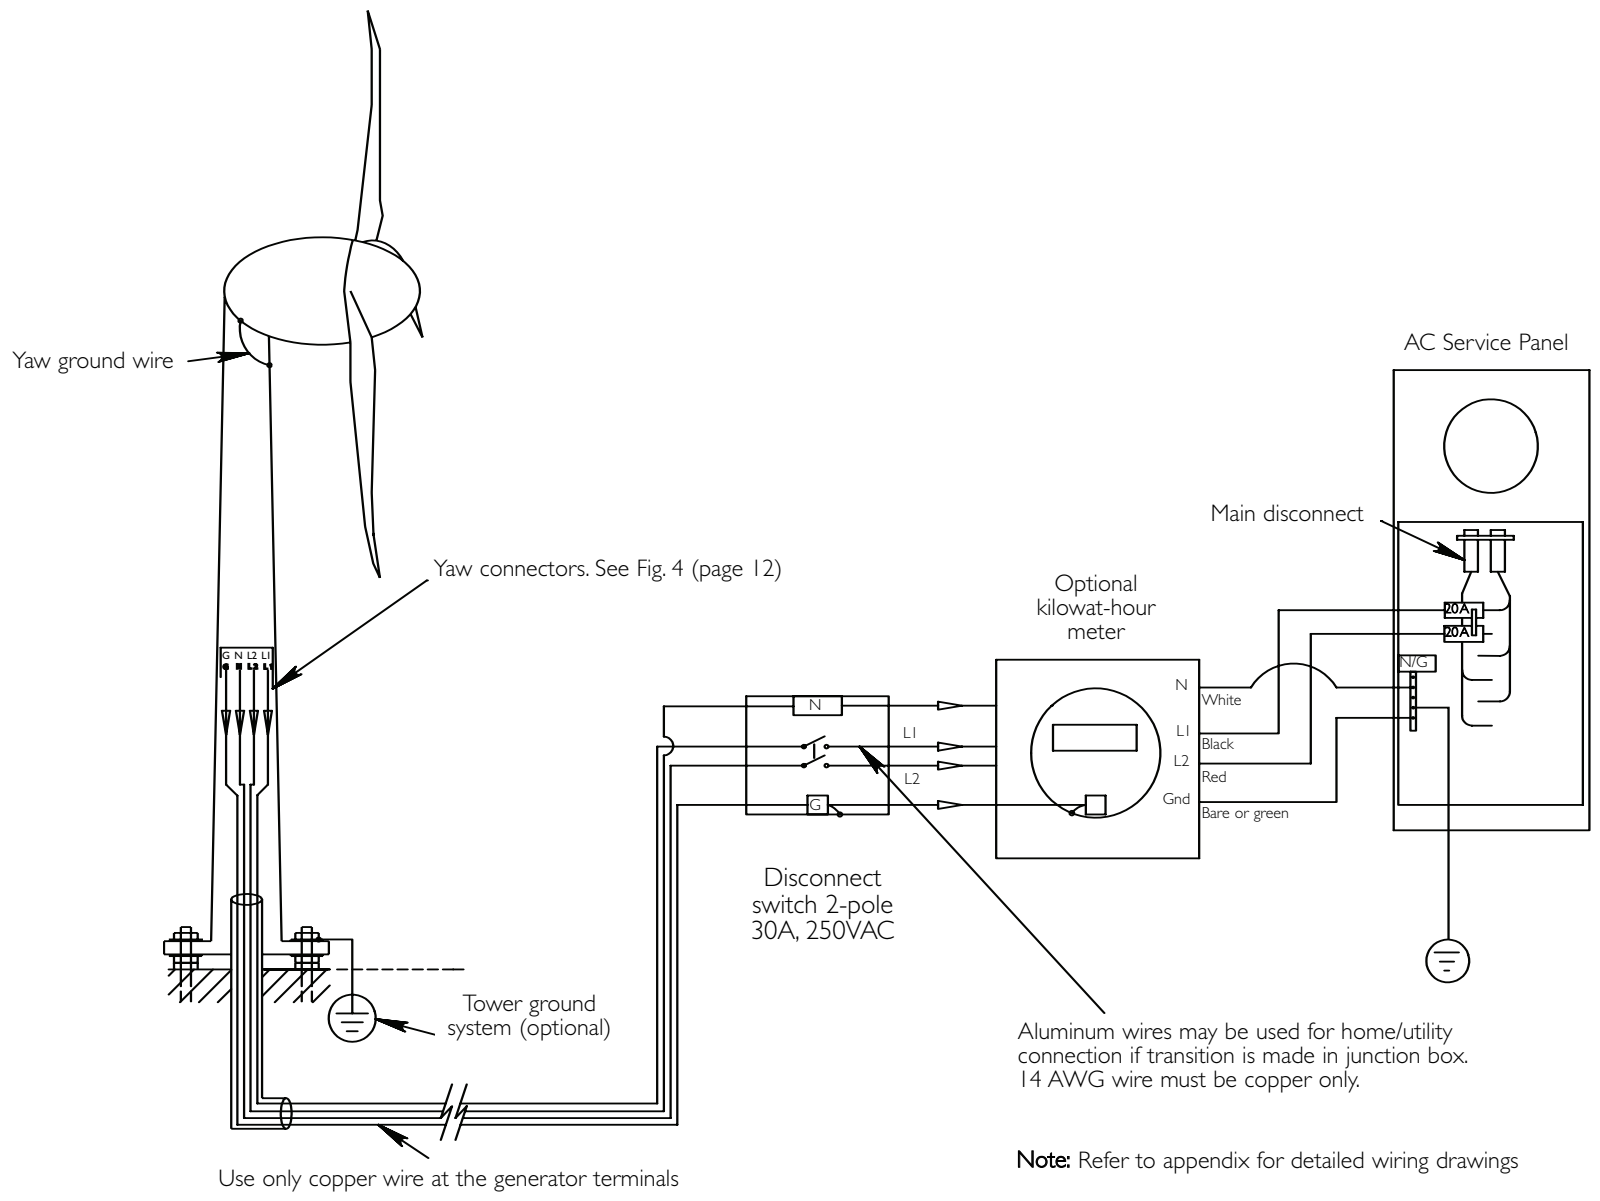 AC Service Panel
Yaw ground wire
Main disconnect
Yaw connectors. See Fig. 4 (page 12)
Optional
kilowat-hour
meter
20A
20A
G N L2 L1
N/G
N
White
N
L1
L1
Black
L2
L2
Red
G
Gnd
Bare or green
Disconnect
switch 2-pole
30A, 250VAC
Tower ground
system (optional)
Aluminum wires may be used for home/utility
connection if transition is made in junction box.
14 AWG wire must be copper only.
Use only copper wire at the generator terminals
Note: Refer to appendix for detailed wiring drawings